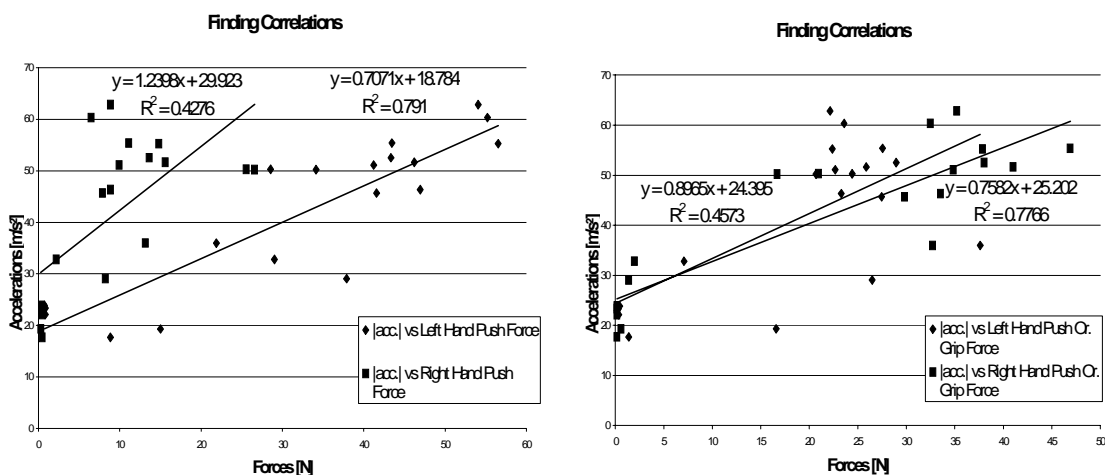 Finding Correlations
70
60
50
40
30
20
10
0
Accelerations [m/s²]
y = 1.2398x + 29.923
R² = 0.4276
y = 0.7071x + 18.784
R² = 0.791
|acc.| vs Left Hand Push Force
|acc.| vs Right Hand Push
Force
0 10 20 30 40 50 60
Forces [N]
Finding Correlations
80
70
60
50
40
30
20
10
0
Accelerations [m/s²]
y = 0.8965x + 24.395
R² = 0.4573
y = 0.7582x + 25.202
R² = 0.7766
|acc.| vs Left Hand Push Or.
Grip Force
|acc.| vs Right Hand Push Or.
Grip Force
0 5 10 15 20 25 30 35 40 45 50
Forces [N]